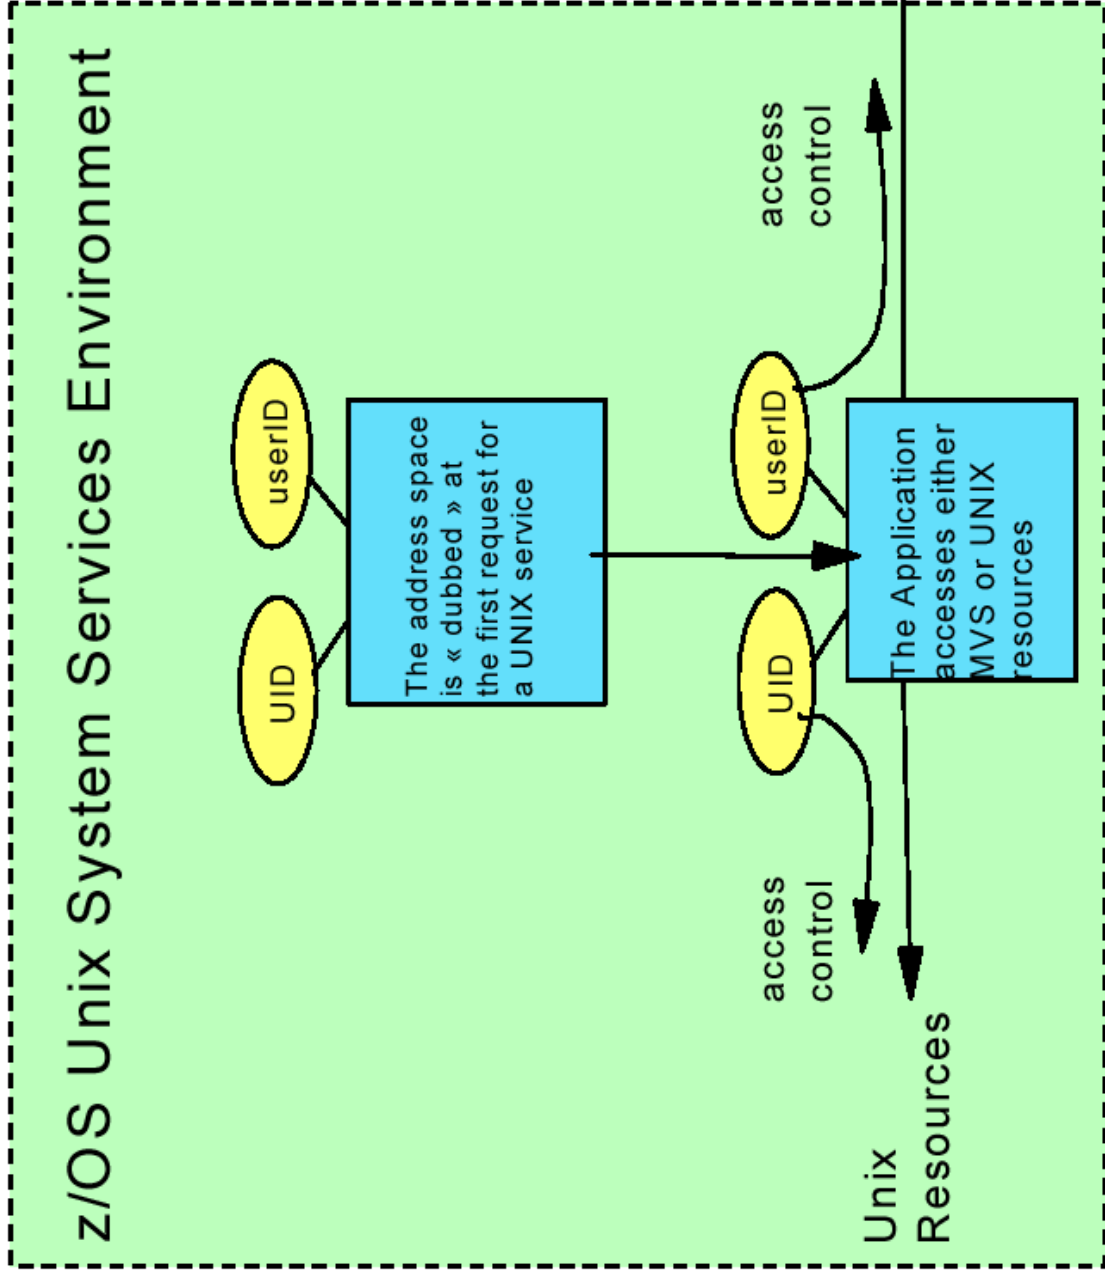 z/OS Unix System Services Environment
UID
userID
The address space
is « dubbed » at
the first request for
a UNIX service
UID
userID
access
control
access
control
The Application
accesses either
MVS or UNIX
resources
Unix
Resources